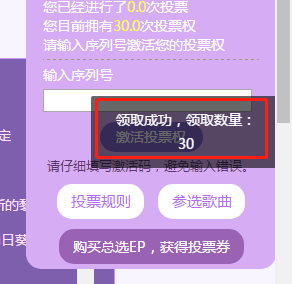 您已经进行了0.0次投票
您目前拥有30.0次投票权
请输入序列号激活您的投票权
输入序列号
领取成功，领取数量：
30
激活投票权
定
请仔细填写激活码，避免输入错误。
投票规则
参选歌曲
购买总选EP，获得投票券
日葵